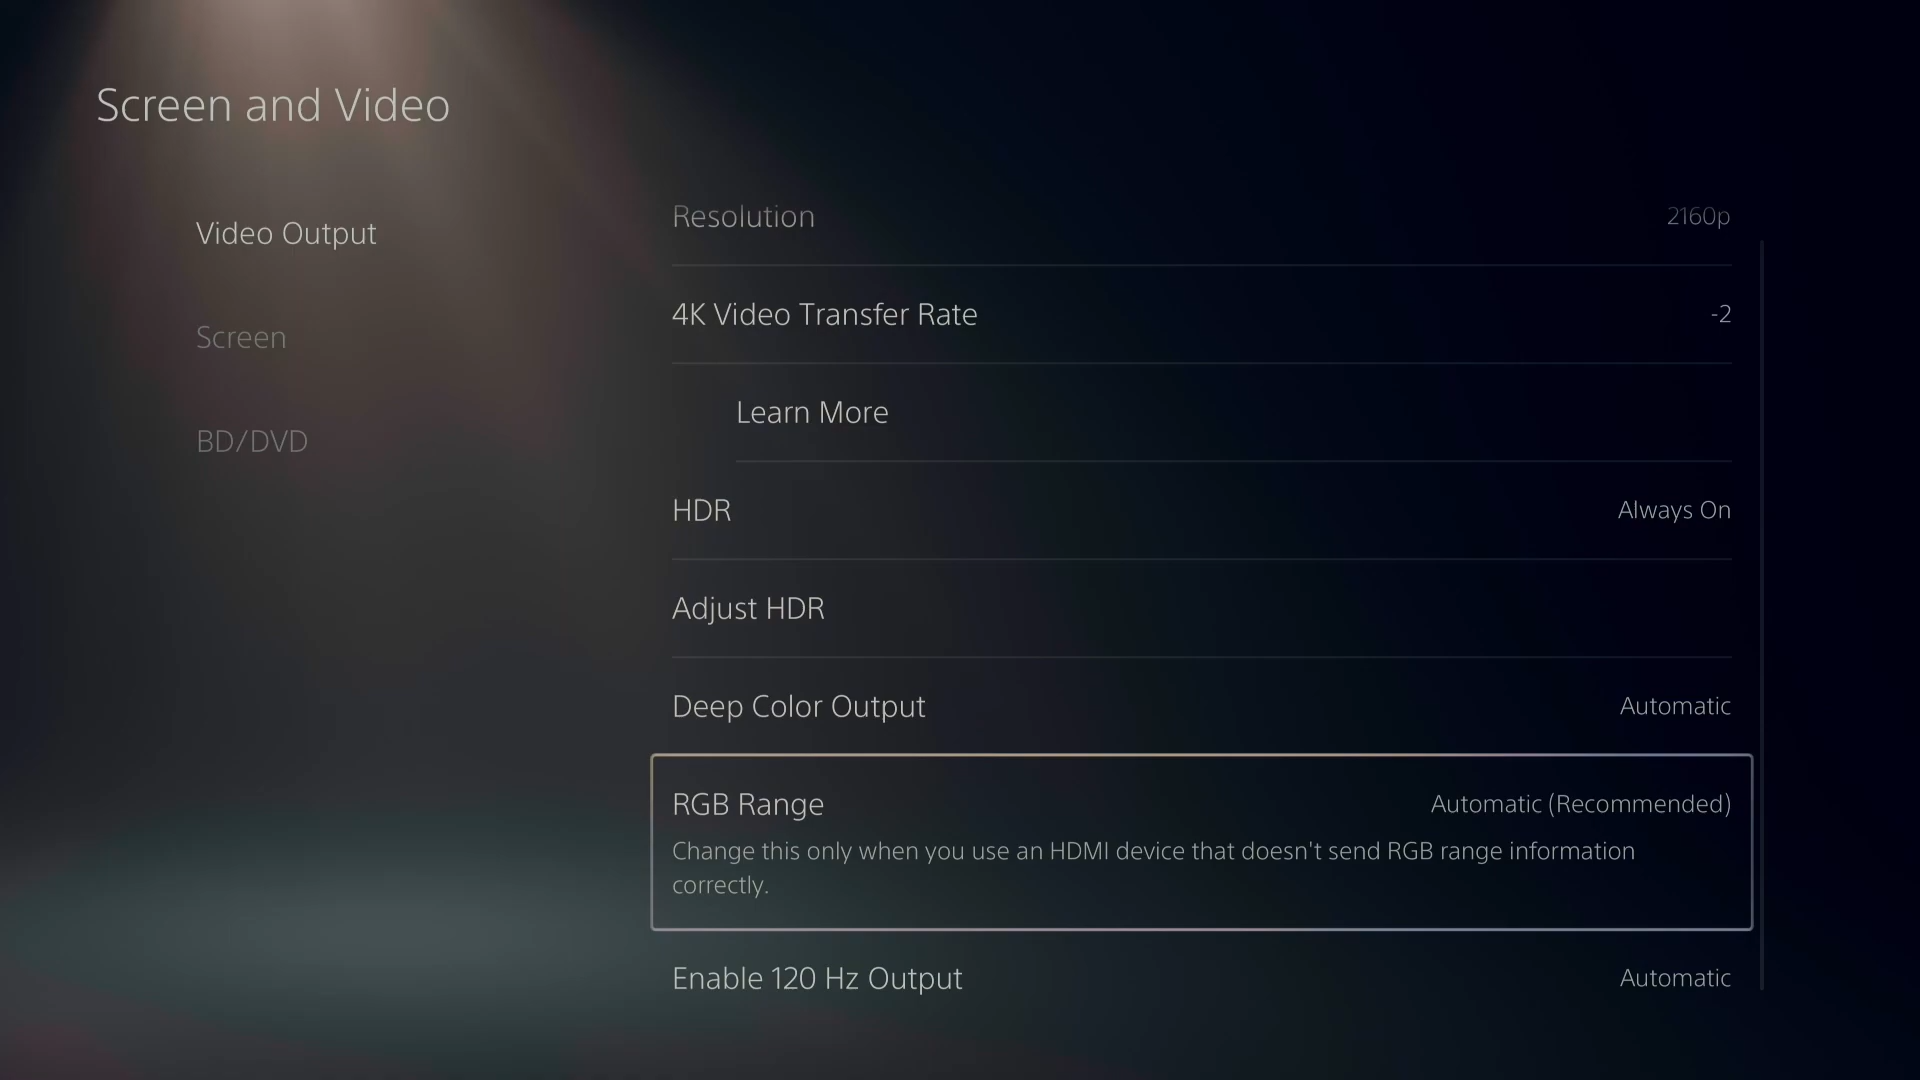 Screen and Video
Video Output
Screen
BD/DVD
Resolution 2160p
4K Video Transfer Rate -2
Learn More
HDR Always On
Adjust HDR
Deep Color Output Automatic
RGB Range Automatic (Recommended)
Change this only when you use an HDMI device that doesn't send RGB range information
correctly.
Enable 120 Hz Output Automatic